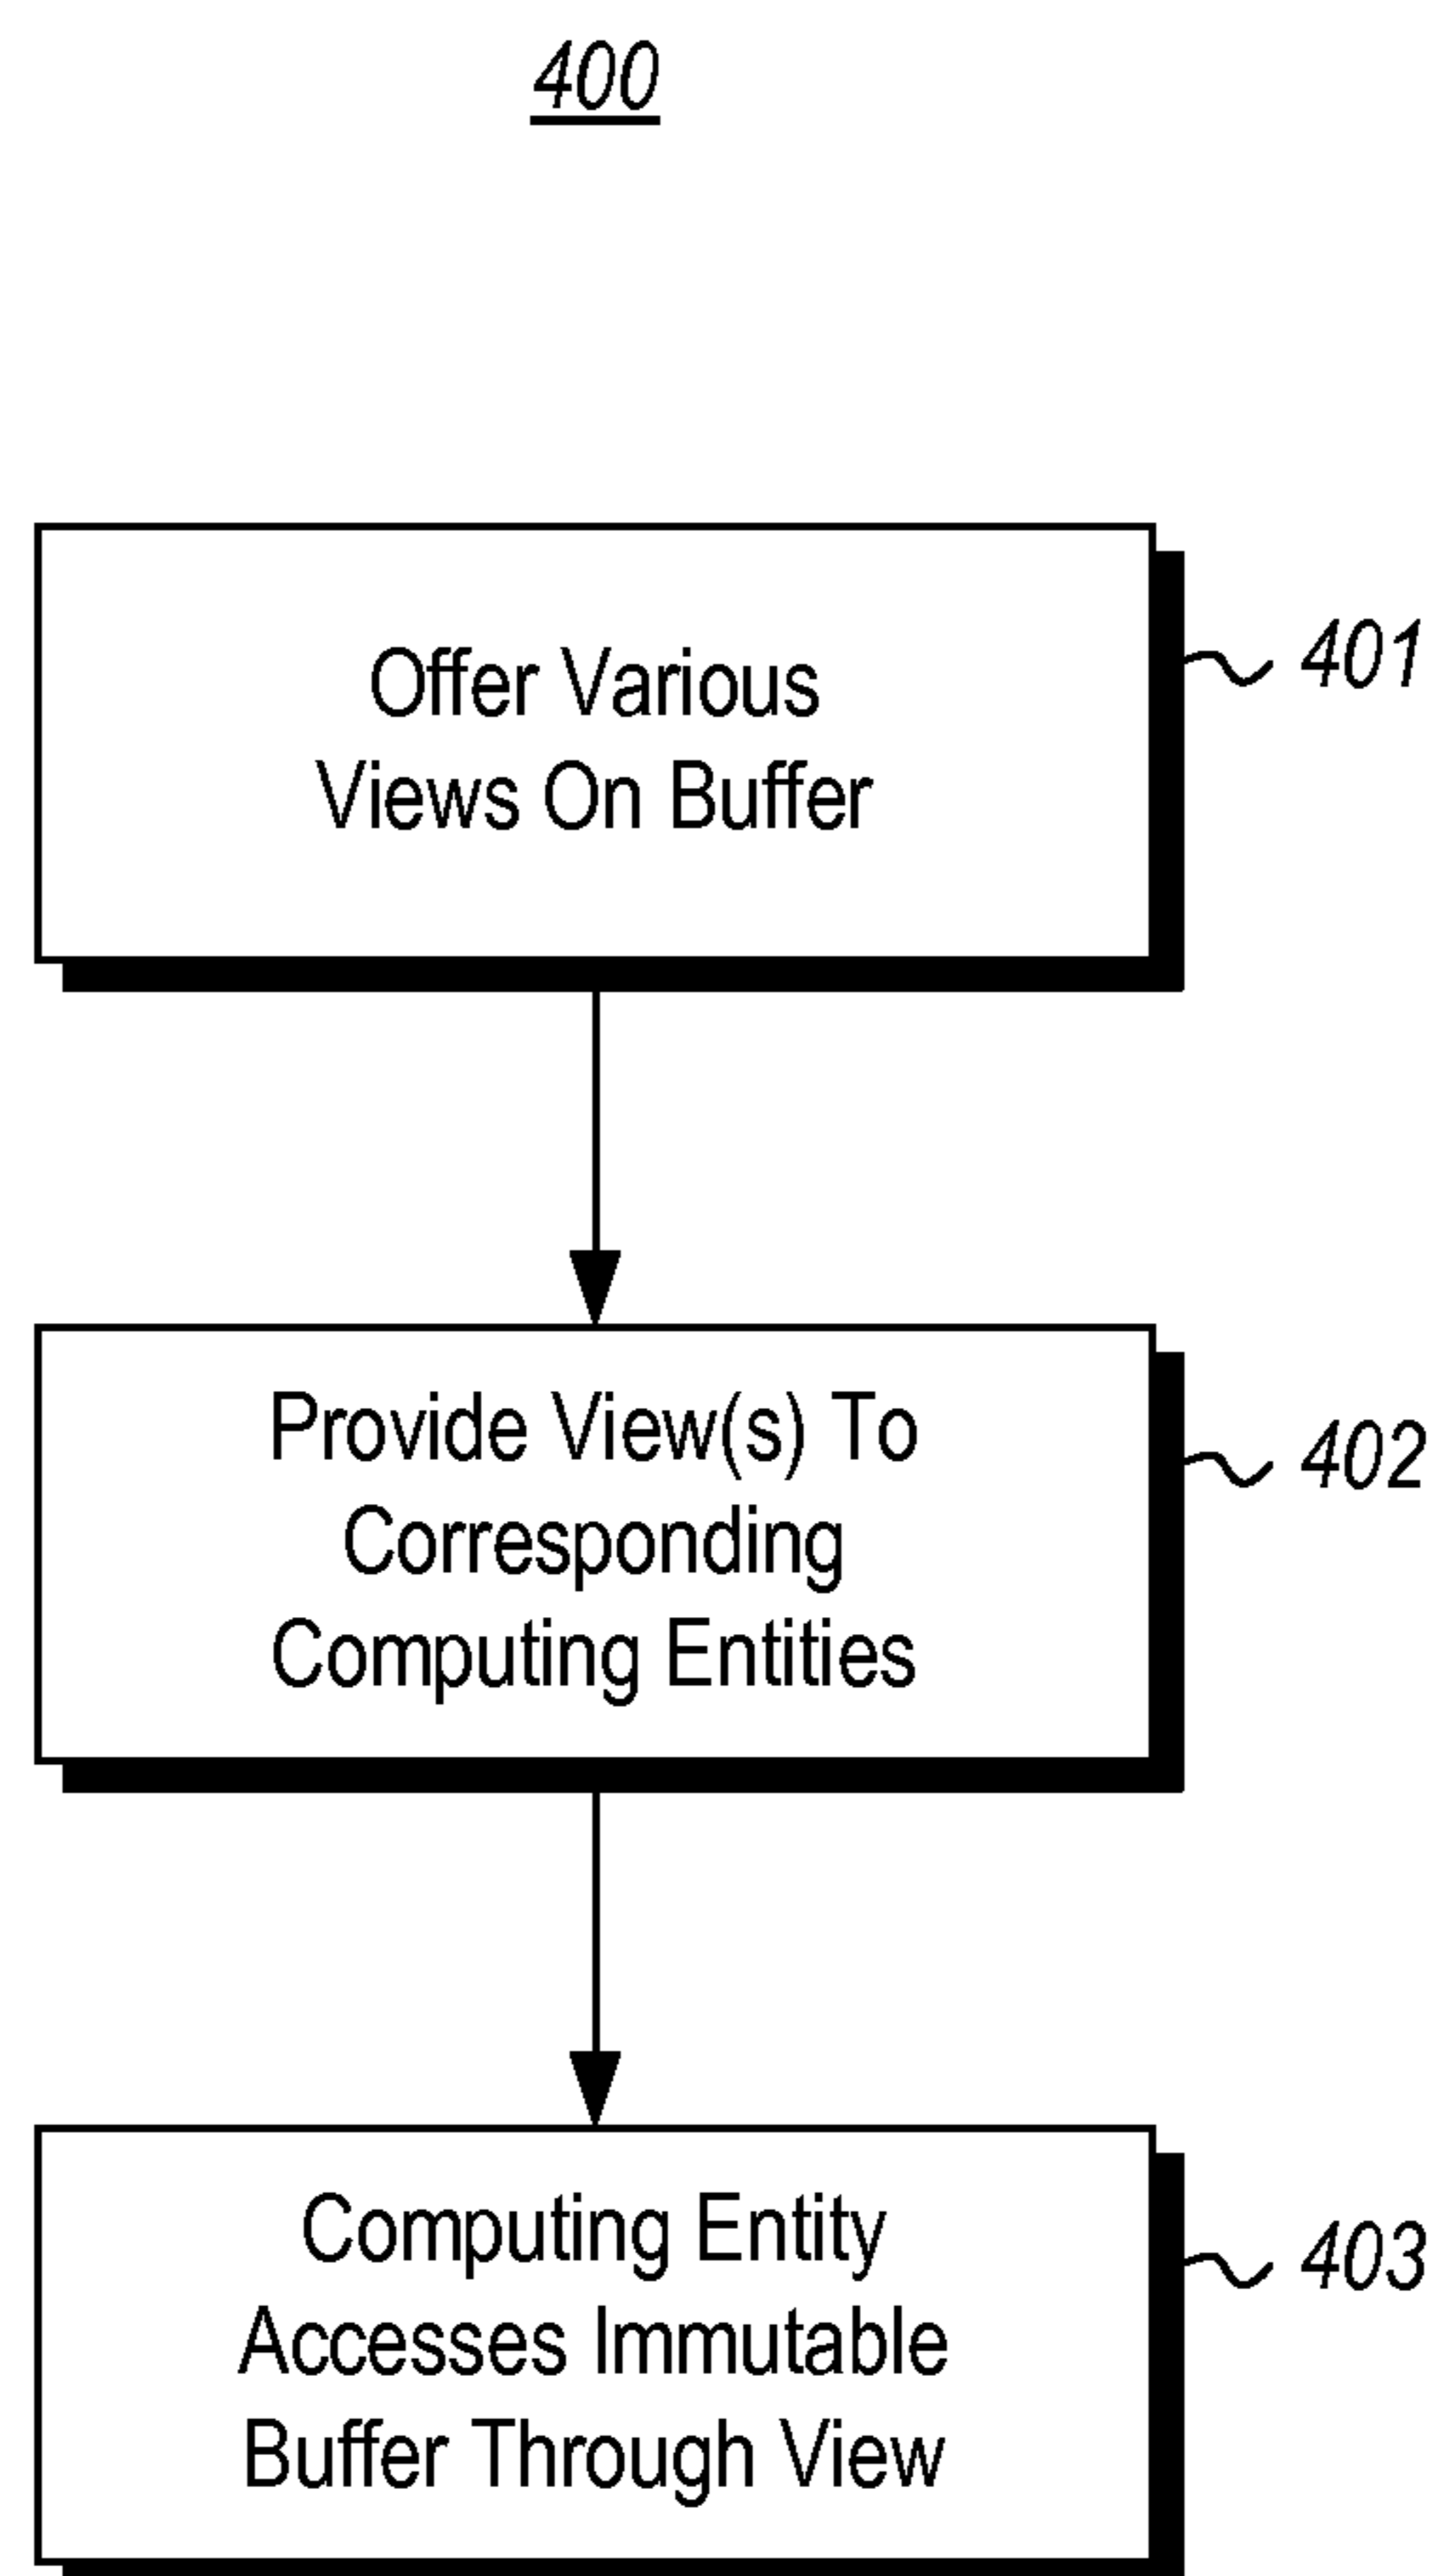 400
Offer Various
Views On Buffer
401
Provide View(s) To
Corresponding
Computing Entities
402
Computing Entity
Accesses Immutable
Buffer Through View
403